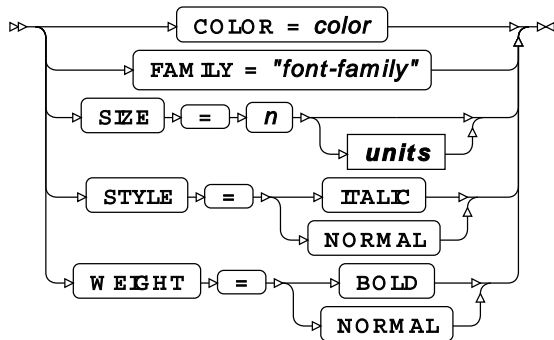 COLOR = color
FAMILY = "font-family"
SIZE = n
units
STYLE = ITALIC
NORMAL
WEIGHT = BOLD
NORMAL